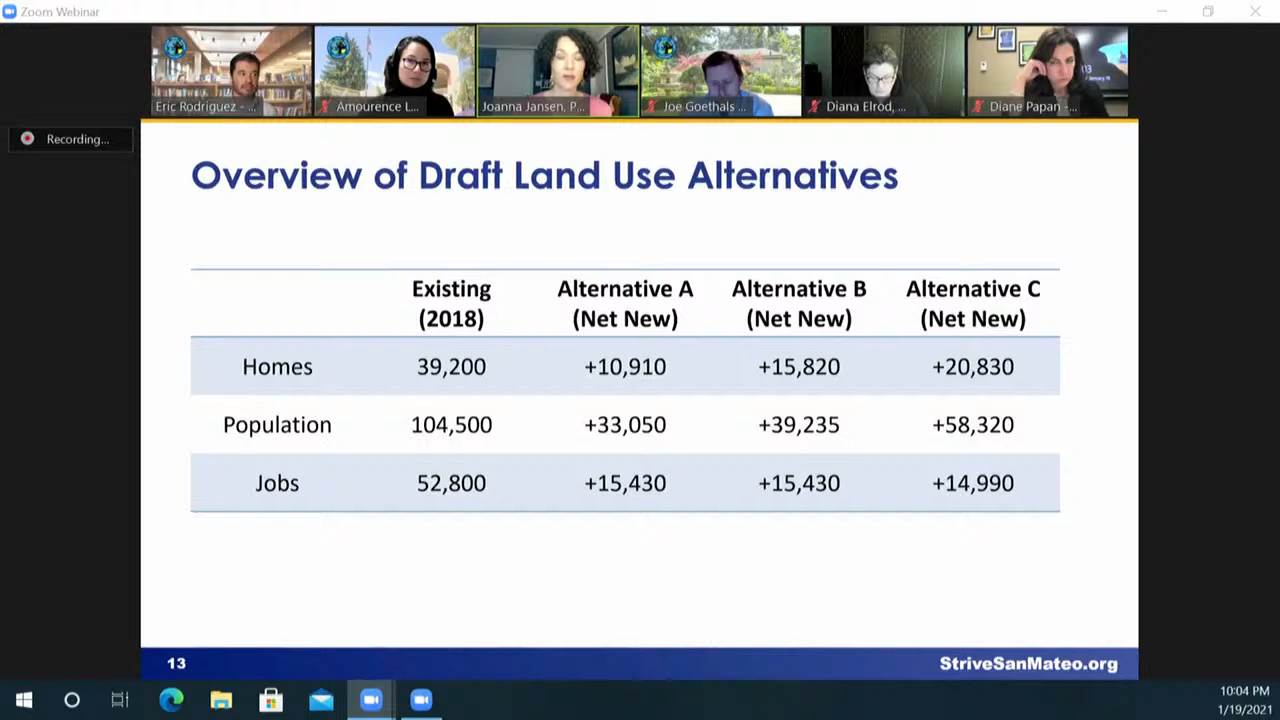 Zoom Webinar
Eric Rodriguez - ...
Amourence L...
Joanna Jansen, P...
Joe Goethals ...
Diana Elrod, ...
Diane Papan -...
Recording...
Overview of Draft Land Use Alternatives
Existing (2018) Alternative A (Net New) Alternative B (Net New) Alternative C (Net New)
Homes 39,200 +10,910 +15,820 +20,830
Population 104,500 +33,050 +39,235 +58,320
Jobs 52,800 +15,430 +15,430 +14,990
13 StriveSanMateo.org
10:04 PM
1/19/2021